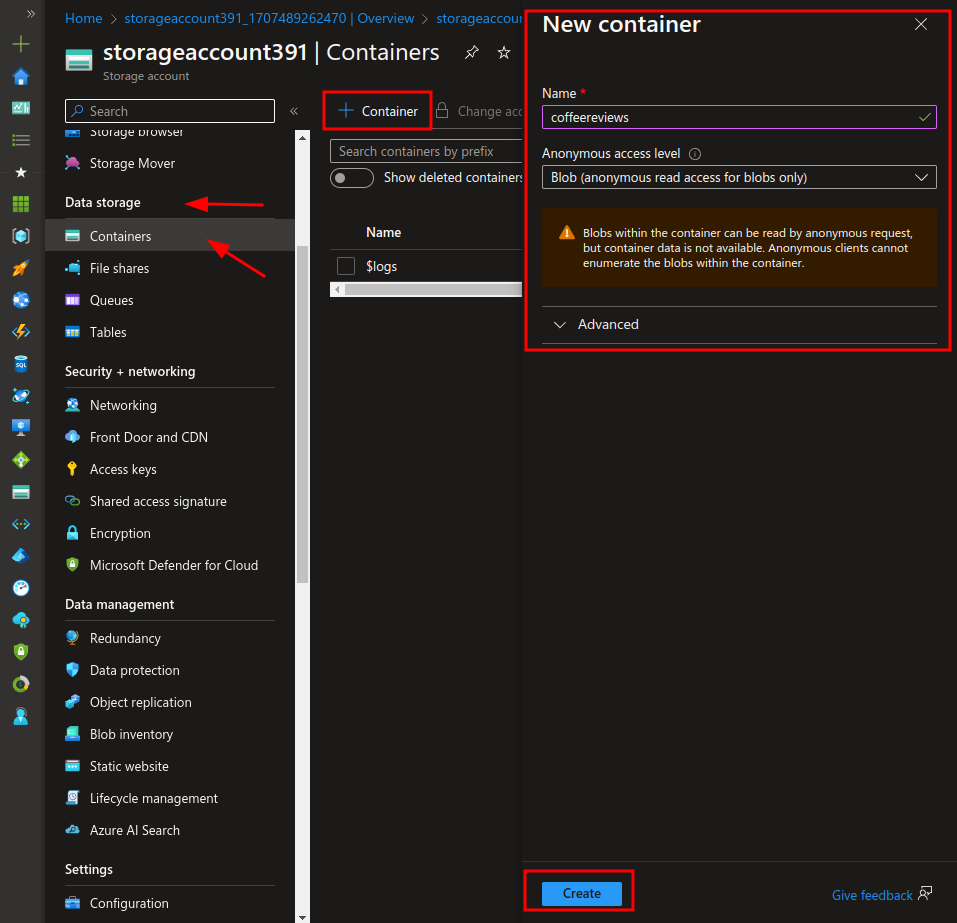 Home > storageaccount391_1707489262470 | Overview > storageaccou
storageaccount391 | Containers
Storage account
Search
Storage browser
Storage Mover
Data storage
Containers
File shares
Queues
Tables
Security + networking
Networking
Front Door and CDN
Access keys
Shared access signature
Encryption
Microsoft Defender for Cloud
Data management
Redundancy
Data protection
Object replication
Blob inventory
Static website
Lifecycle management
Azure AI Search
Settings
Configuration
Container
Change acc
Search containers by prefix
Show deleted containers
Name
$logs
New container
Name *
coffeereviews
Anonymous access level
Blob (anonymous read access for blobs only)
Blobs within the container can be read by anonymous request,
but container data is not available. Anonymous clients cannot
enumerate the blobs within the container.
Advanced
Create
Give feedback